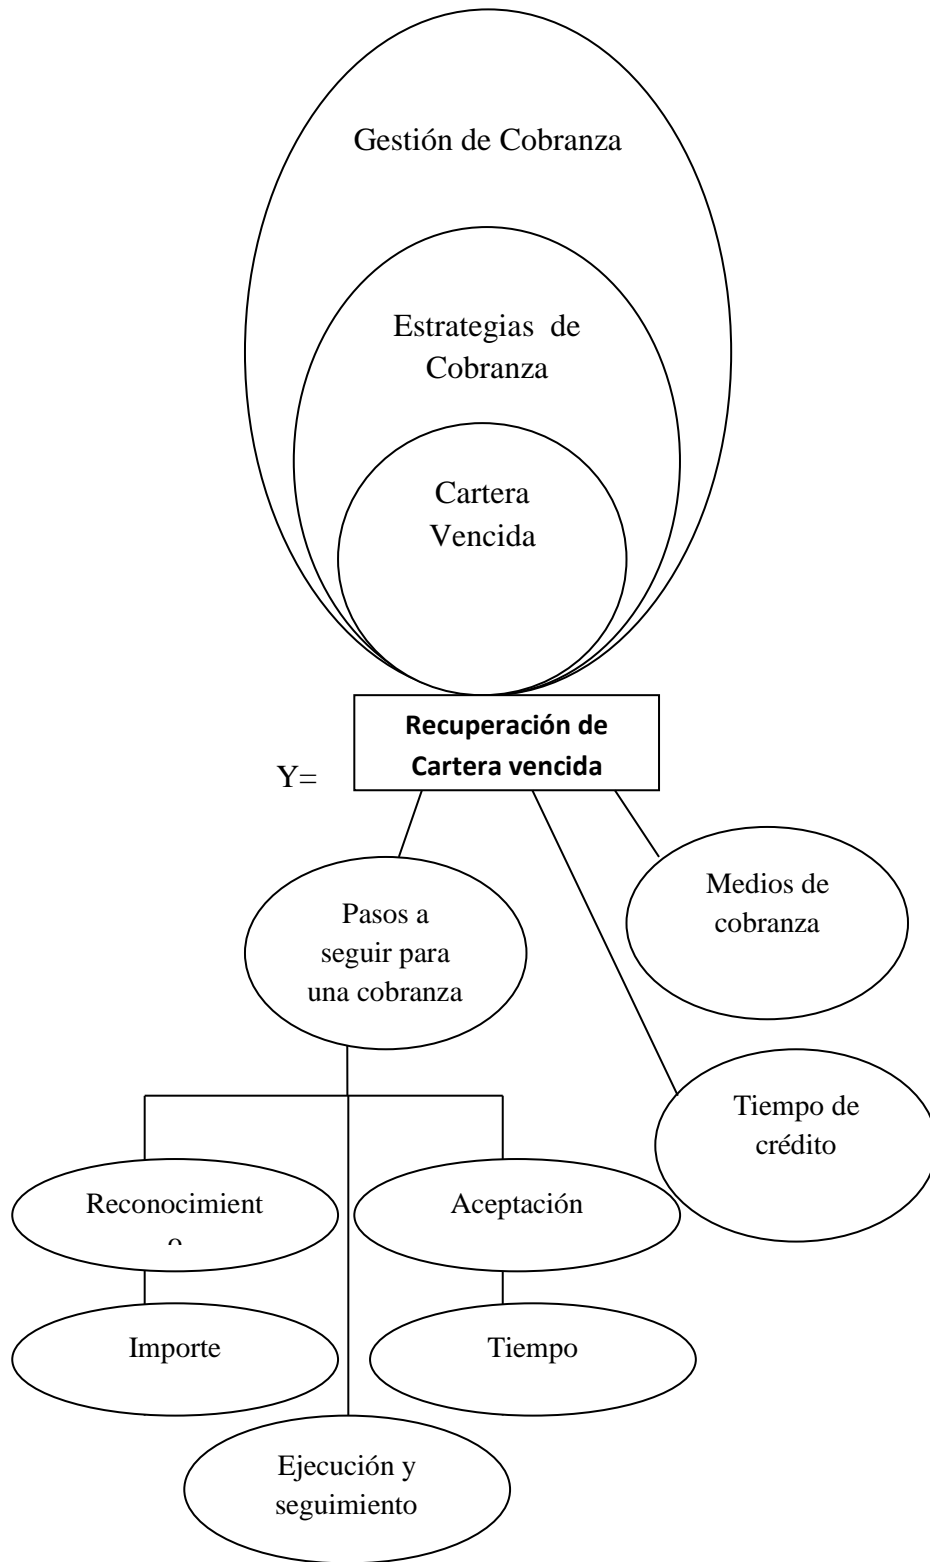 Gestión de Cobranza
Estrategias de
Cobranza
Cartera
Vencida
Recuperación de
Cartera vencida
Y=
Pasos a
seguir para
una cobranza
Medios de
cobranza
Tiempo de
crédito
Reconocimient
o
Aceptación
Importe
Tiempo
Ejecución y
seguimiento